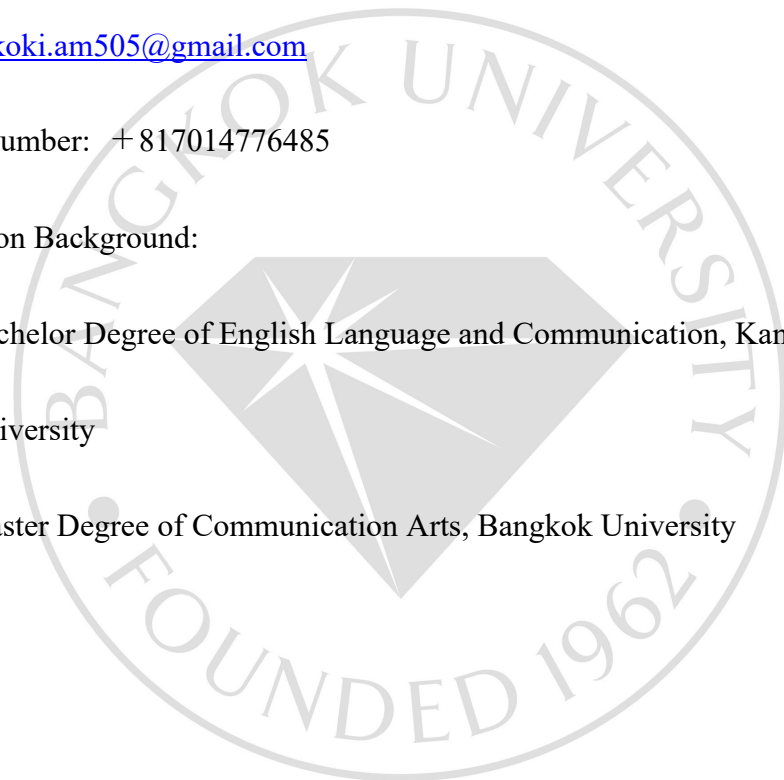 koki.am505@gmail.com
umber: +817014776485
on Background:
chelor Degree of English Language and Communication, Kan
iversity
aster Degree of Communication Arts, Bangkok University
BANGKOK UNIVERSITY
FOUNDED 1962